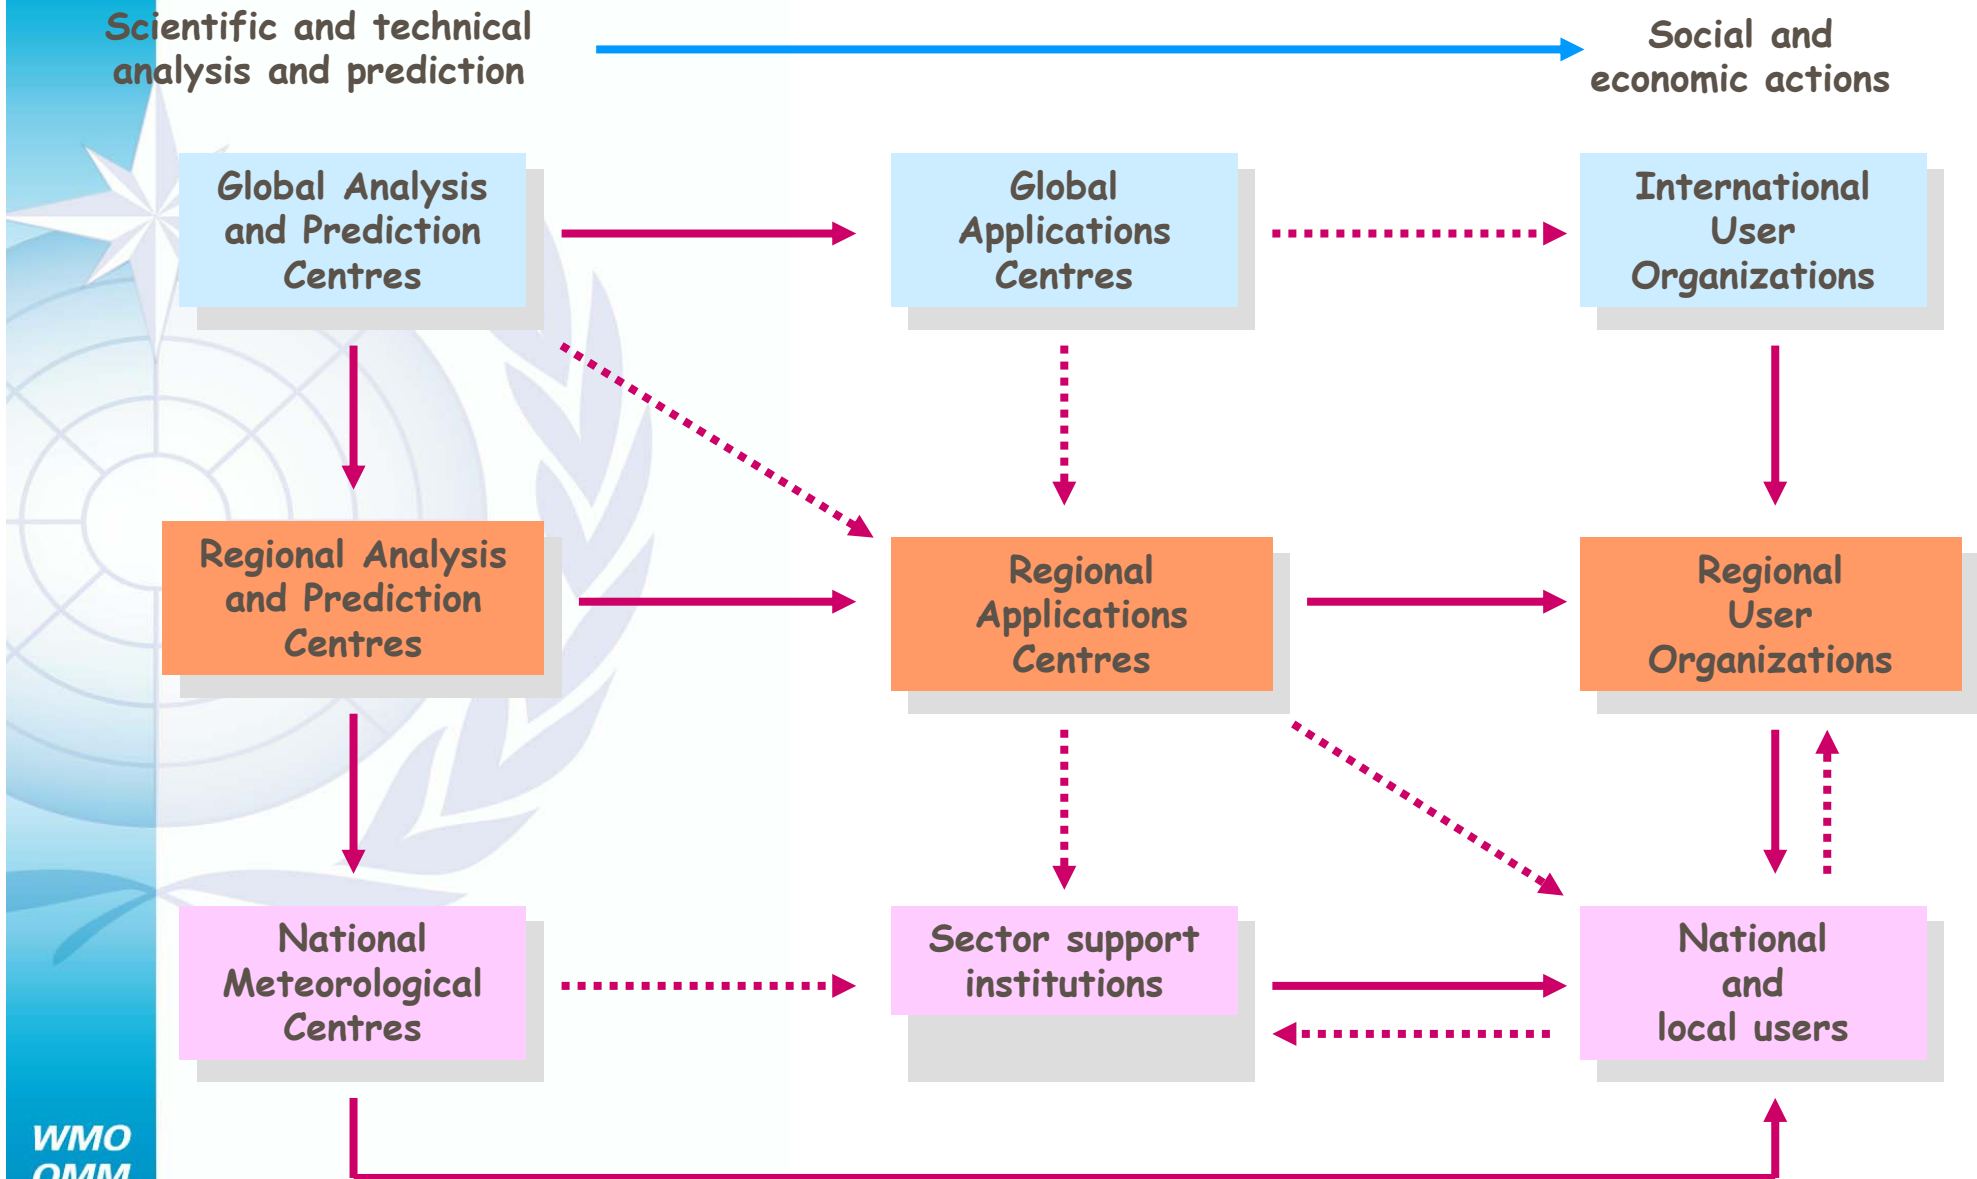 Scientific and technical
analysis and prediction
Social and
economic actions
Global Analysis
and Prediction
Centres
Global
Applications
Centres
International
User
Organizations
Regional Analysis
and Prediction
Centres
Regional
Applications
Centres
Regional
User
Organizations
National
Meteorological
Centres
Sector support
institutions
National
and
local users
WMO
OMM